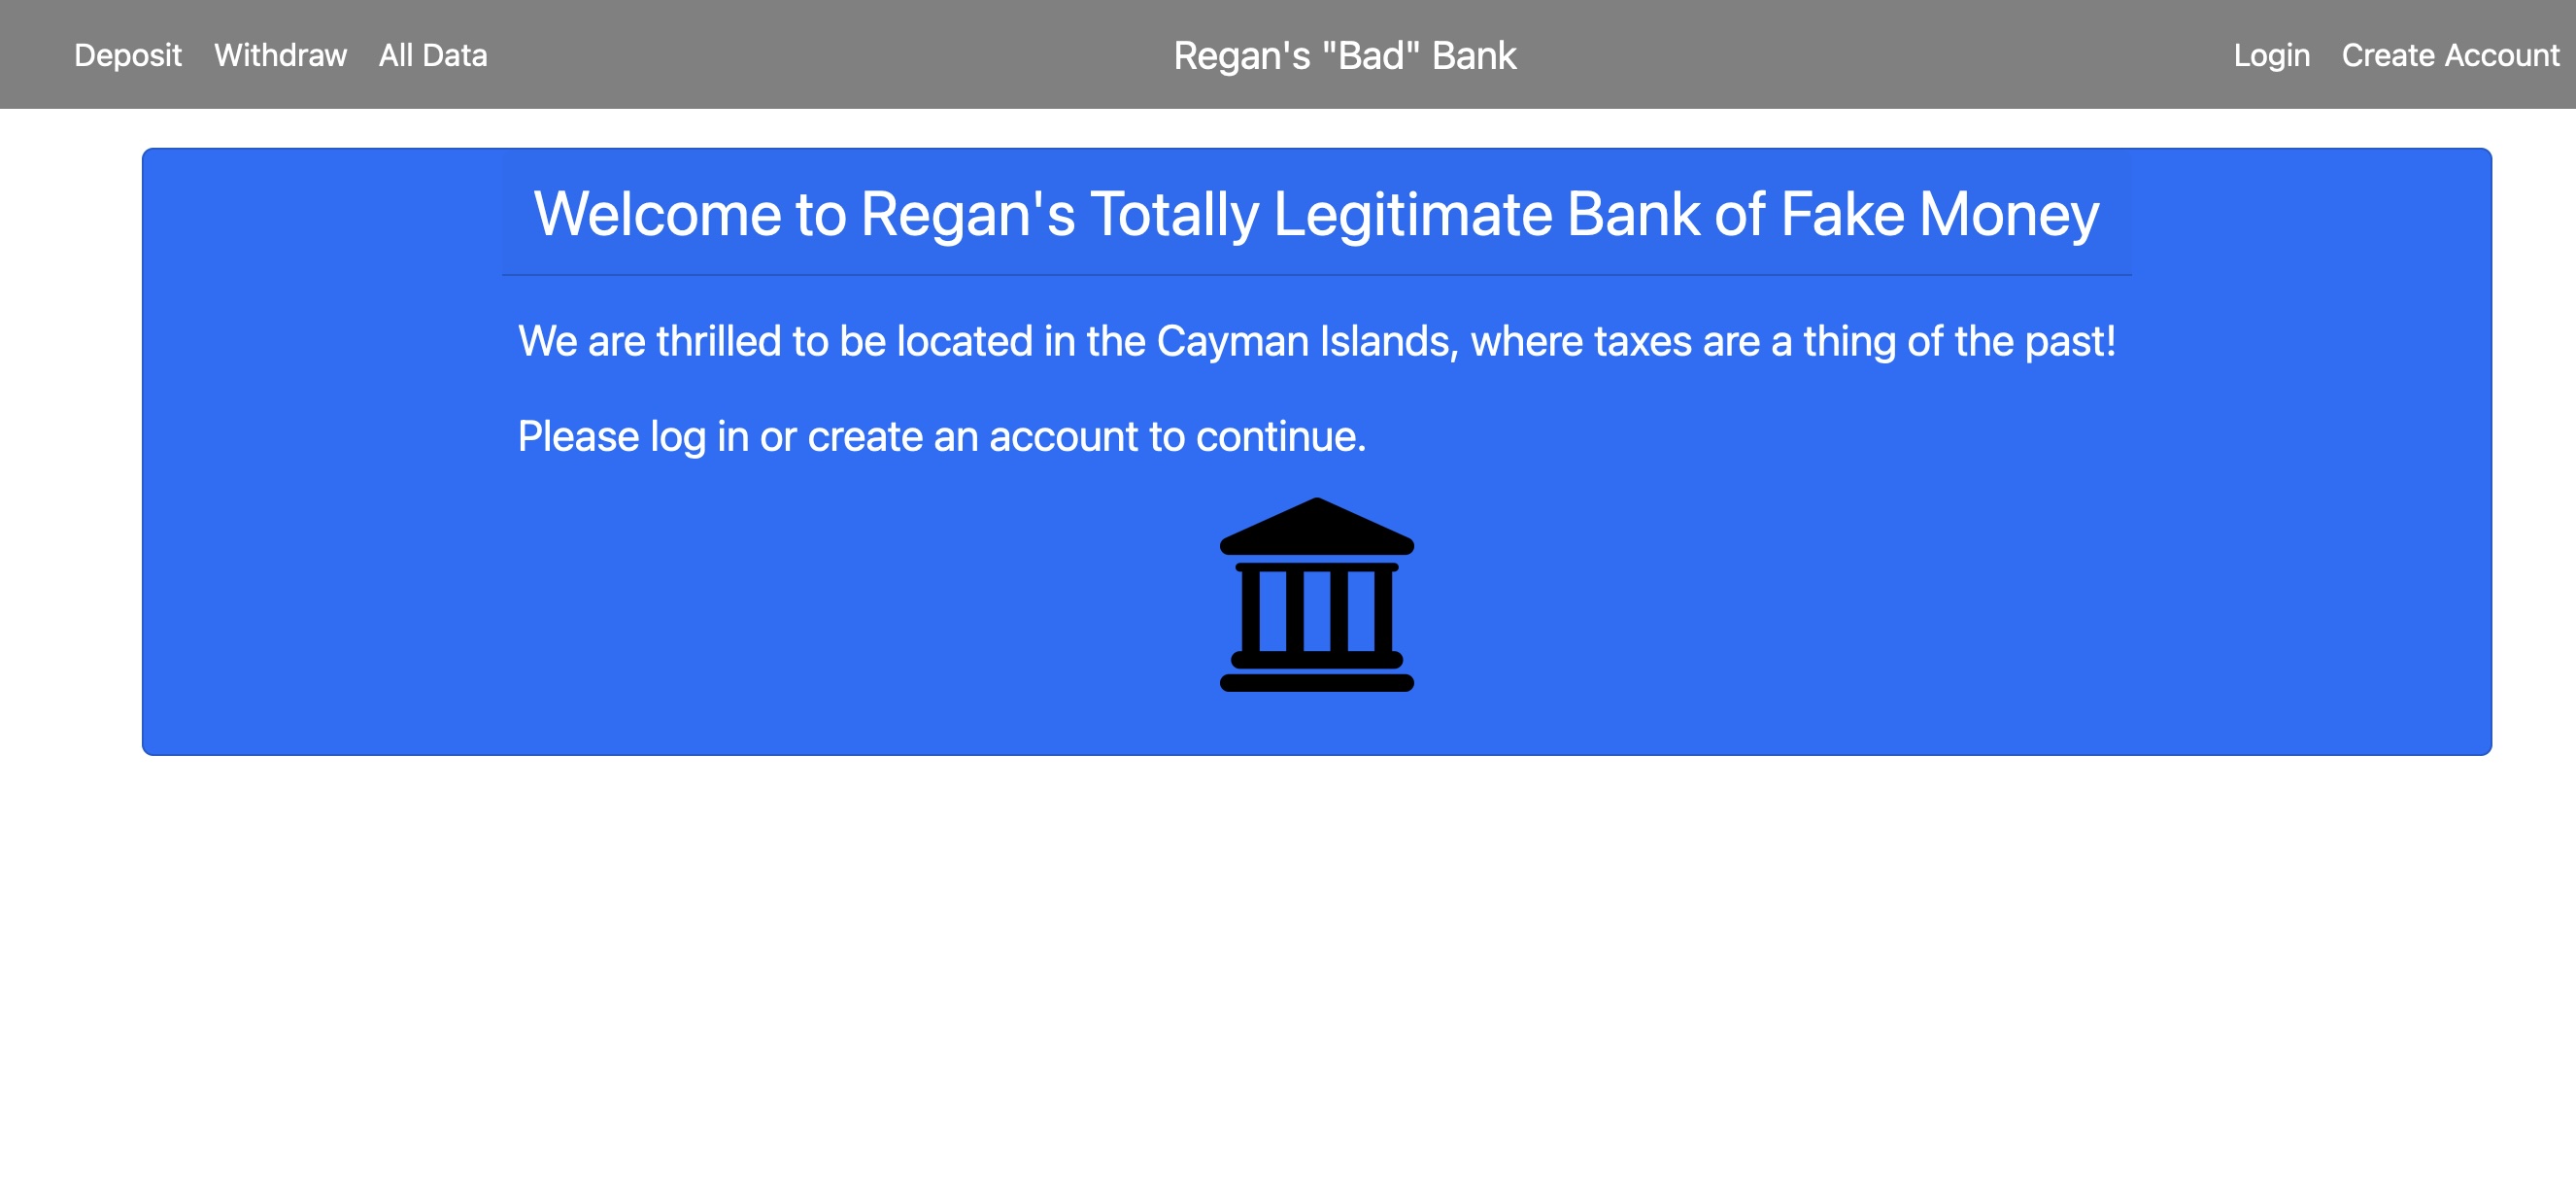 Deposit Withdraw All Data Regan's "Bad" Bank Login Create Account
Welcome to Regan's Totally Legitimate Bank of Fake Money
We are thrilled to be located in the Cayman Islands, where taxes are a thing of the past!
Please log in or create an account to continue.